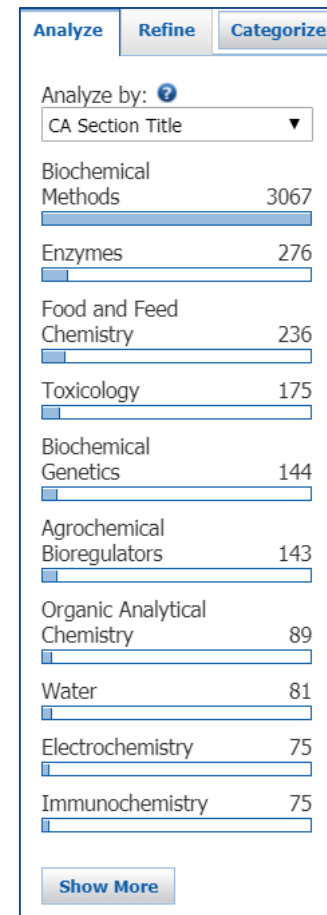 Analyze Refine Categorize
Analyze by: ?
CA Section Title ▼
Biochemical
Methods 3067
Enzymes 276
Food and Feed
Chemistry 236
Toxicology 175
Biochemical
Genetics 144
Agrochemical
Bioregulators 143
Organic Analytical
Chemistry 89
Water 81
Electrochemistry 75
Immunochemistry 75
Show More